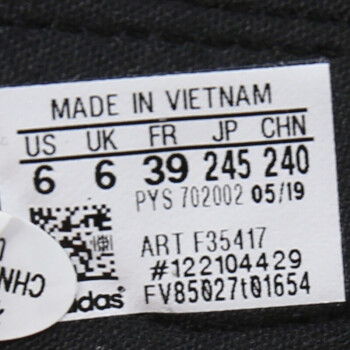 MADE IN VIETNAM
US UK FR JP CHN
6 6 39 245 240
PYS 702002 05/19
ART F35417
#122104429
FV85027t01654
CHN